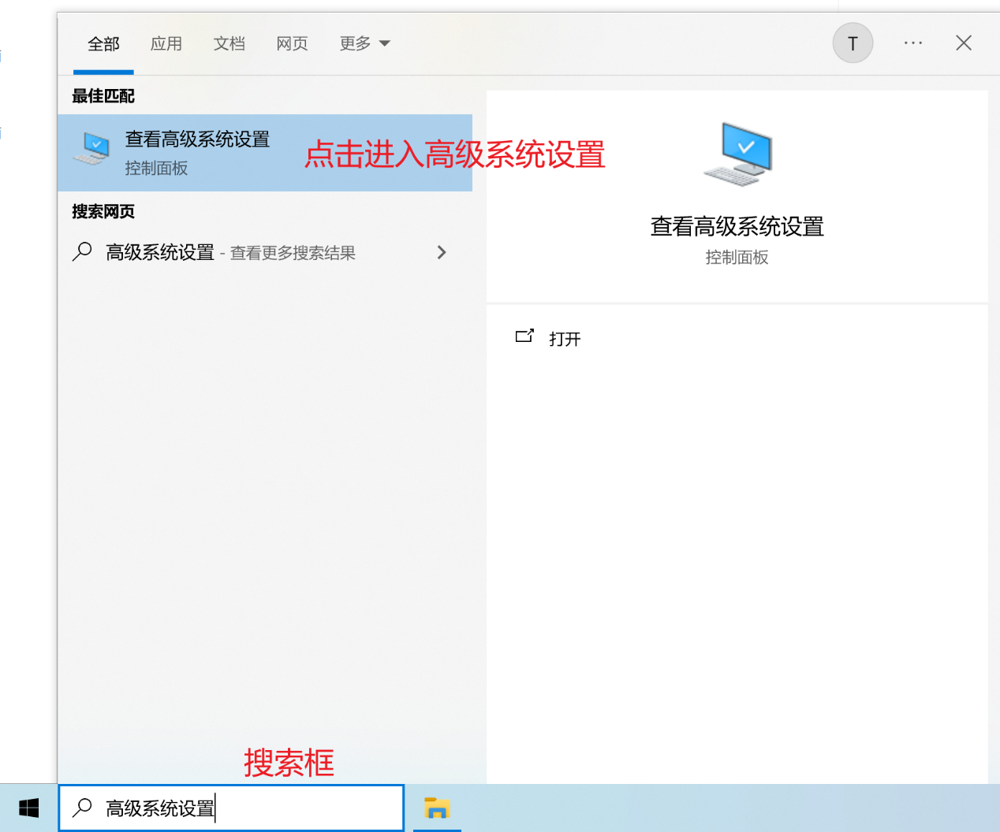 全部 应用 文档 网页 更多 T ···
最佳匹配
查看高级系统设置
控制面板
点击进入高级系统设置
搜索网页
高级系统设置 - 查看更多搜索结果
查看高级系统设置
控制面板
打开
搜索框
高级系统设置